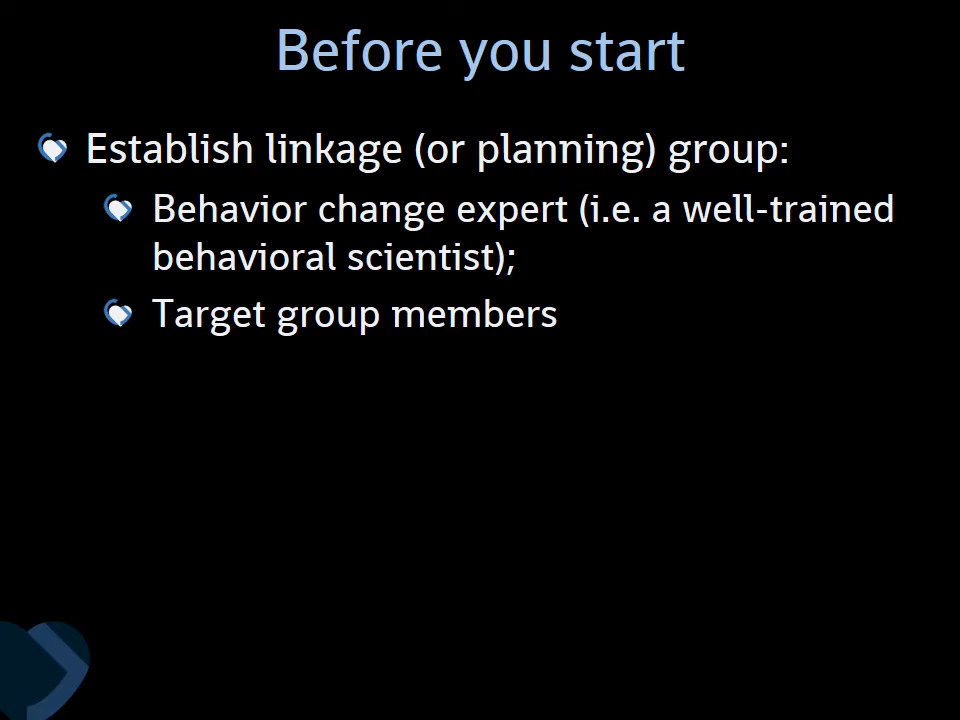 Before you start
Establish linkage (or planning) group:
Behavior change expert (i.e. a well-trained
behavioral scientist);
Target group members